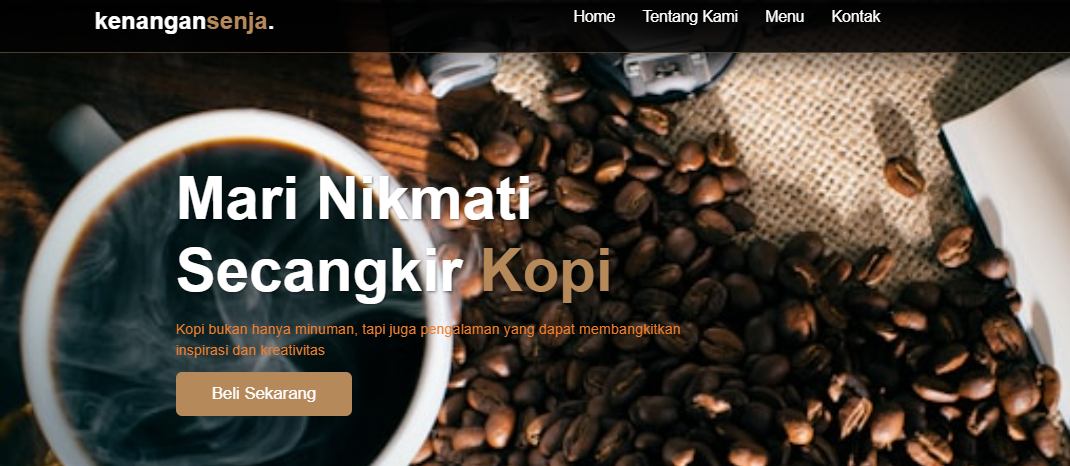 kenangansenja.
Home Tentang Kami Menu Kontak
Mari Nikmati
Secangkir Kopi
Kopi bukan hanya minuman, tapi juga pengalaman yang dapat membangkitkan
inspirasi dan kreativitas
Beli Sekarang